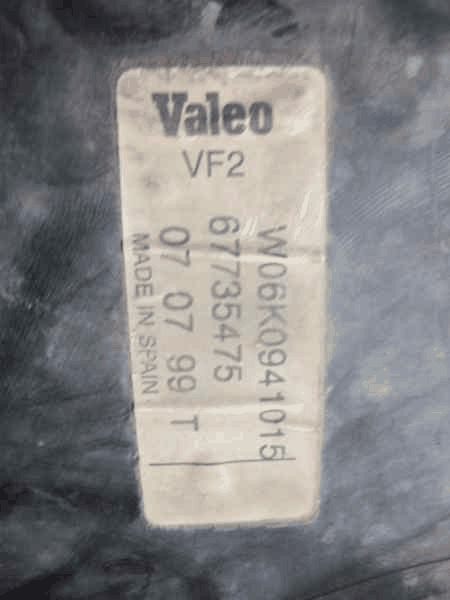 Valeo
VF2
W06K0941015
67735475
07 07 99 T
MADE IN SPAIN